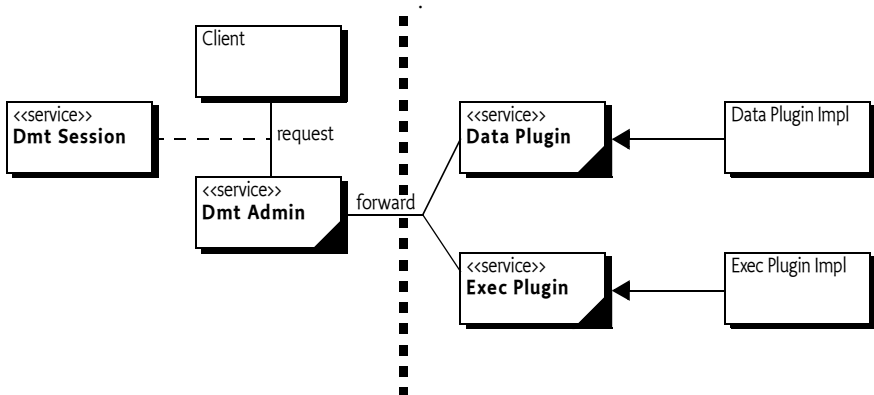 Client
<<service>>
Dmt Session
request
<<service>>
Dmt Admin
forward
<<service>>
Data Plugin
Data Plugin Impl
<<service>>
Exec Plugin
Exec Plugin Impl